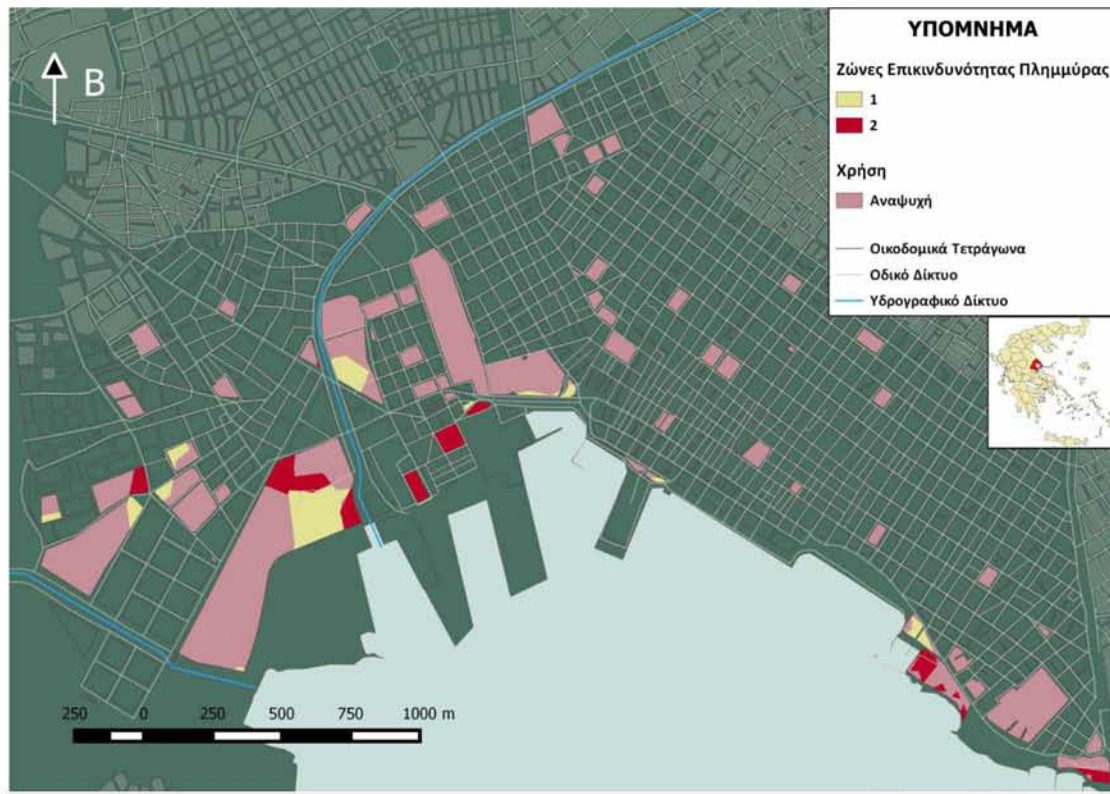 B
ΥΠΟΜΝΗΜΑ
Ζώνες Επικινδυνότητας Πλημμύρας
1
2
Χρήση
Αναψυχή
Οικοδομικά Τετράγωνα
Οδικό Δίκτυο
Υδρογραφικό Δίκτυο
250 0 250 500 750 1000 m